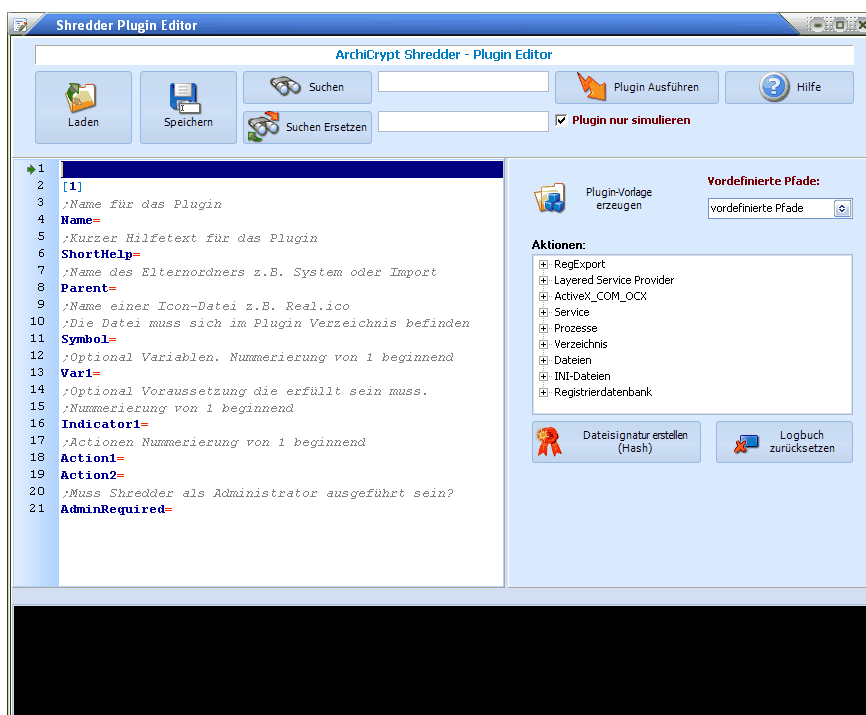 Shredder Plugin Editor
ArchiCrypt Shredder - Plugin Editor
Laden
Speichern
Suchen
Suchen Ersetzen
Plugin Ausführen
Hilfe
Plugin nur simulieren
1
2 [1]
3 ;Name für das Plugin
4 Name=
5 ;Kurzer Hilfetext für das Plugin
6 ShortHelp=
7 ;Name des Elternordners z.B. System oder Import
8 Parent=
9 ;Name einer Icon-Datei z.B. Real.ico
10 ;Die Datei muss sich im Plugin Verzeichnis befinden
11 Symbol=
12 ;Optional Variablen. Nummerierung von 1 beginnend
13 Var1=
14 ;Optional Voraussetzung die erfüllt sein muss.
15 ;Nummerierung von 1 beginnend
16 Indicator1=
17 ;Actionen Nummerierung von 1 beginnend
18 Action1=
19 Action2=
20 ;Muss Shredder als Administrator ausgeführt sein?
21 AdminRequired=
Plugin-Vorlage
erzeugen
Vordefinierte Pfade:
vordefinierte Pfade
Aktionen:
RegExport
Layered Service Provider
ActiveX_COM_OCX
Service
Prozesse
Verzeichnis
Dateien
INI-Dateien
Registrierdatenbank
Dateisignatur erstellen
(Hash)
Logbuch
zurücksetzen